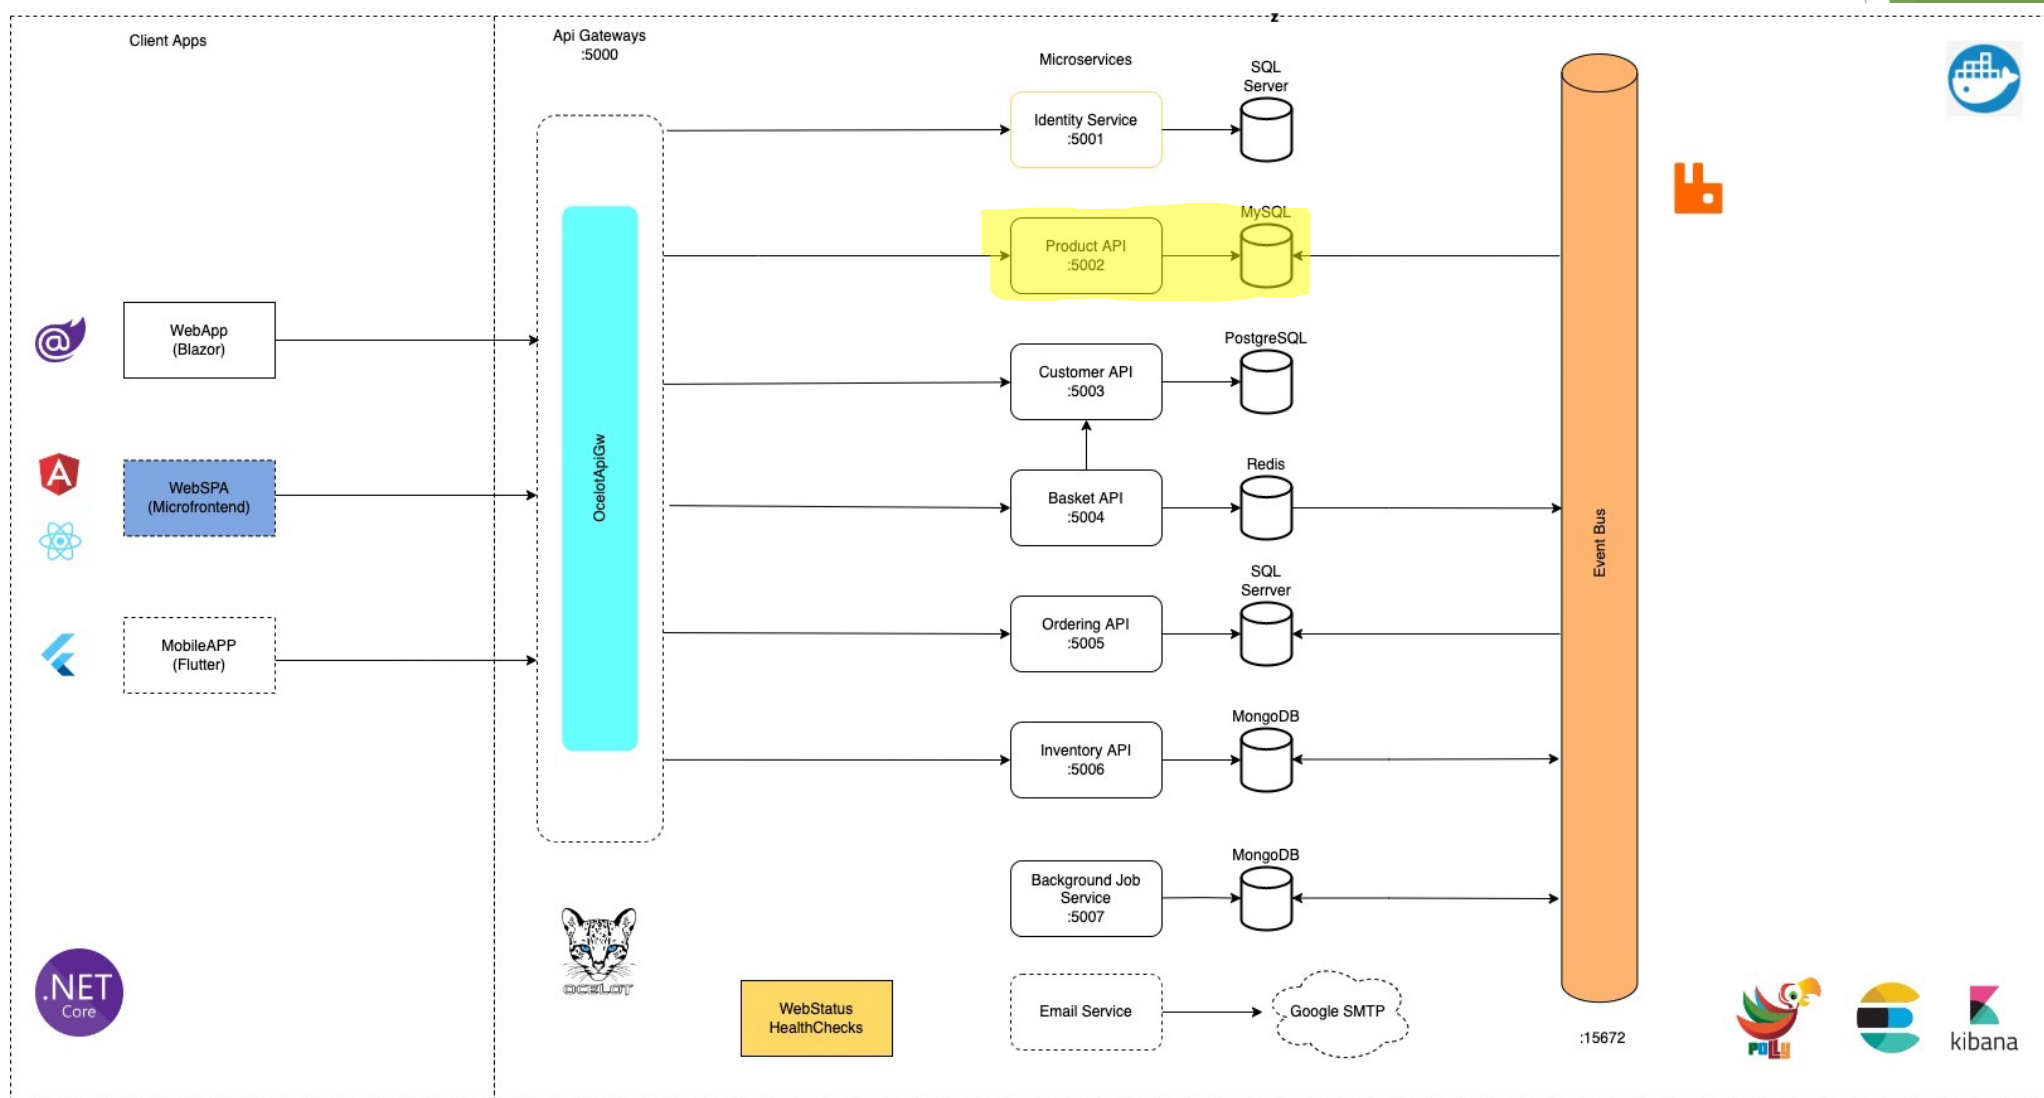 z
Client Apps
Api Gateways
:5000
Microservices
SQL
Server
Identity Service
:5001
MySQL
Product API
:5002
PostgreSQL
WebApp
(Blazor)
Customer API
:5003
OcelotApiGw
Redis
WebSPA
(Microfrontend)
Basket API
:5004
Event Bus
SQL
Serrver
Ordering API
:5005
MobileAPP
(Flutter)
MongoDB
Inventory API
:5006
MongoDB
Background Job
Service
:5007
OCELOT
.NET
Core
WebStatus
HealthChecks
Email Service
Google SMTP
:15672
POLLY
kibana
A
@